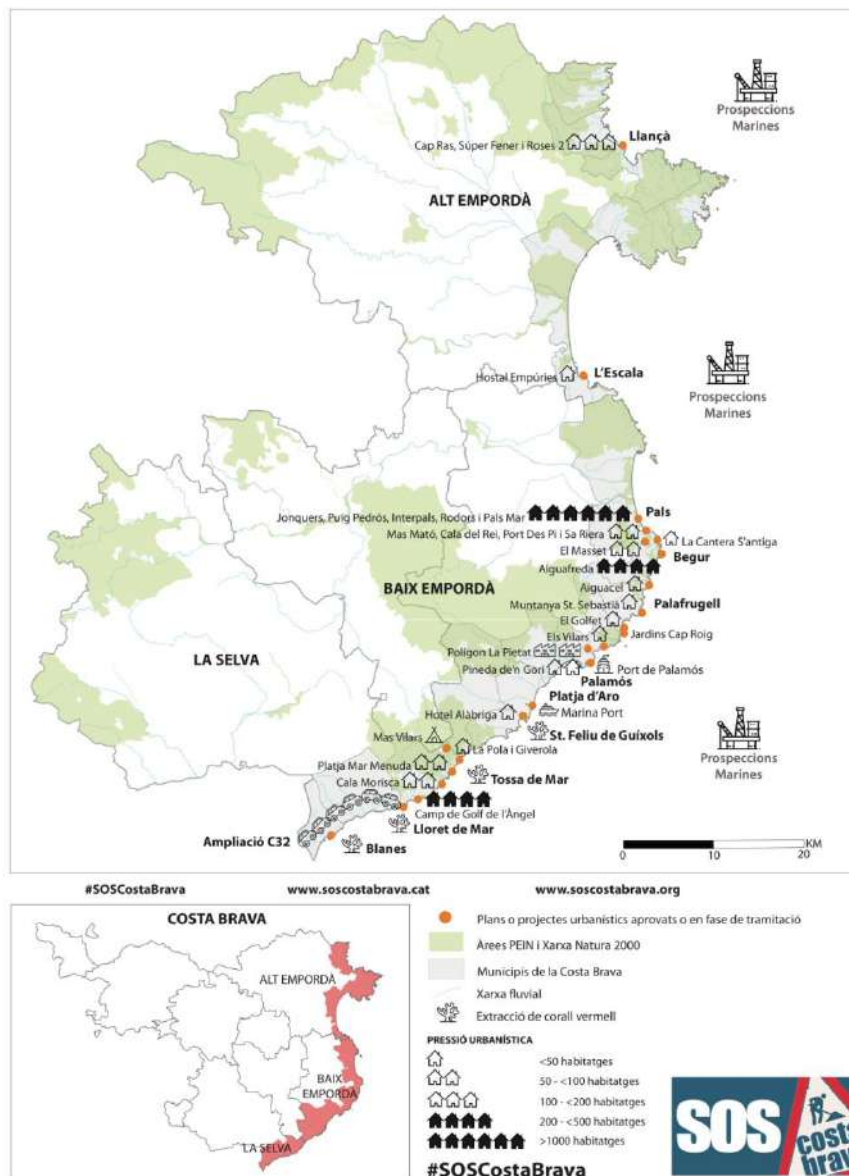 Prospeccions
Marines
Llançà
Cap Ras, Súper Fener i Roses 2
ALT EMPORDÀ
L'Escala
Hostal Empúries
Prospeccions
Marines
Pals
Jonquers, Puig Pedrós, Interpals, Rodors i Pals Mar
Mas Mató, Cala del Rei, Port Des Pi i Sa Riera
La Cantera S'antiga
El Masset
Begur
Aiguafreda
BAIX EMPORDÀ
Aiguacel
Muntanya St. Sebastià
Palafrugell
El Golfet
Els Vilars
Jardins Cap Roig
LA SELVA
Polígon La Pietat
Pineda d'en Gori
Port de Palamós
Palamós
Platja d'Aro
Hotel Alàbriga
Marina Port
St. Feliu de Guíxols
Prospeccions
Marines
Mas Vilars
La Pola i Giverola
Platja Mar Menuda
Tossa de Mar
Cala Morisca
Camp de Golf de l'Àngel
Lloret de Mar
Ampliació C32
Blanes
KM
0 10 20
#SOSCostaBrava www.soscostabrava.cat www.soscostabrava.org
COSTA BRAVA
ALT EMPORDÀ
BAIX
EMPORDÀ
LA SELVA
Plans o projectes urbanístics aprovats o en fase de tramitació
Àrees PEIN i Xarxa Natura 2000
Municipis de la Costa Brava
Xarxa fluvial
Extracció de corall vermell
PRESSIÓ URBANÍSTICA
<50 habitatges
50 - <100 habitatges
100 - <200 habitatges
200 - <500 habitatges
>1000 habitatges
#SOSCostaBrava
SOS
costa
brav